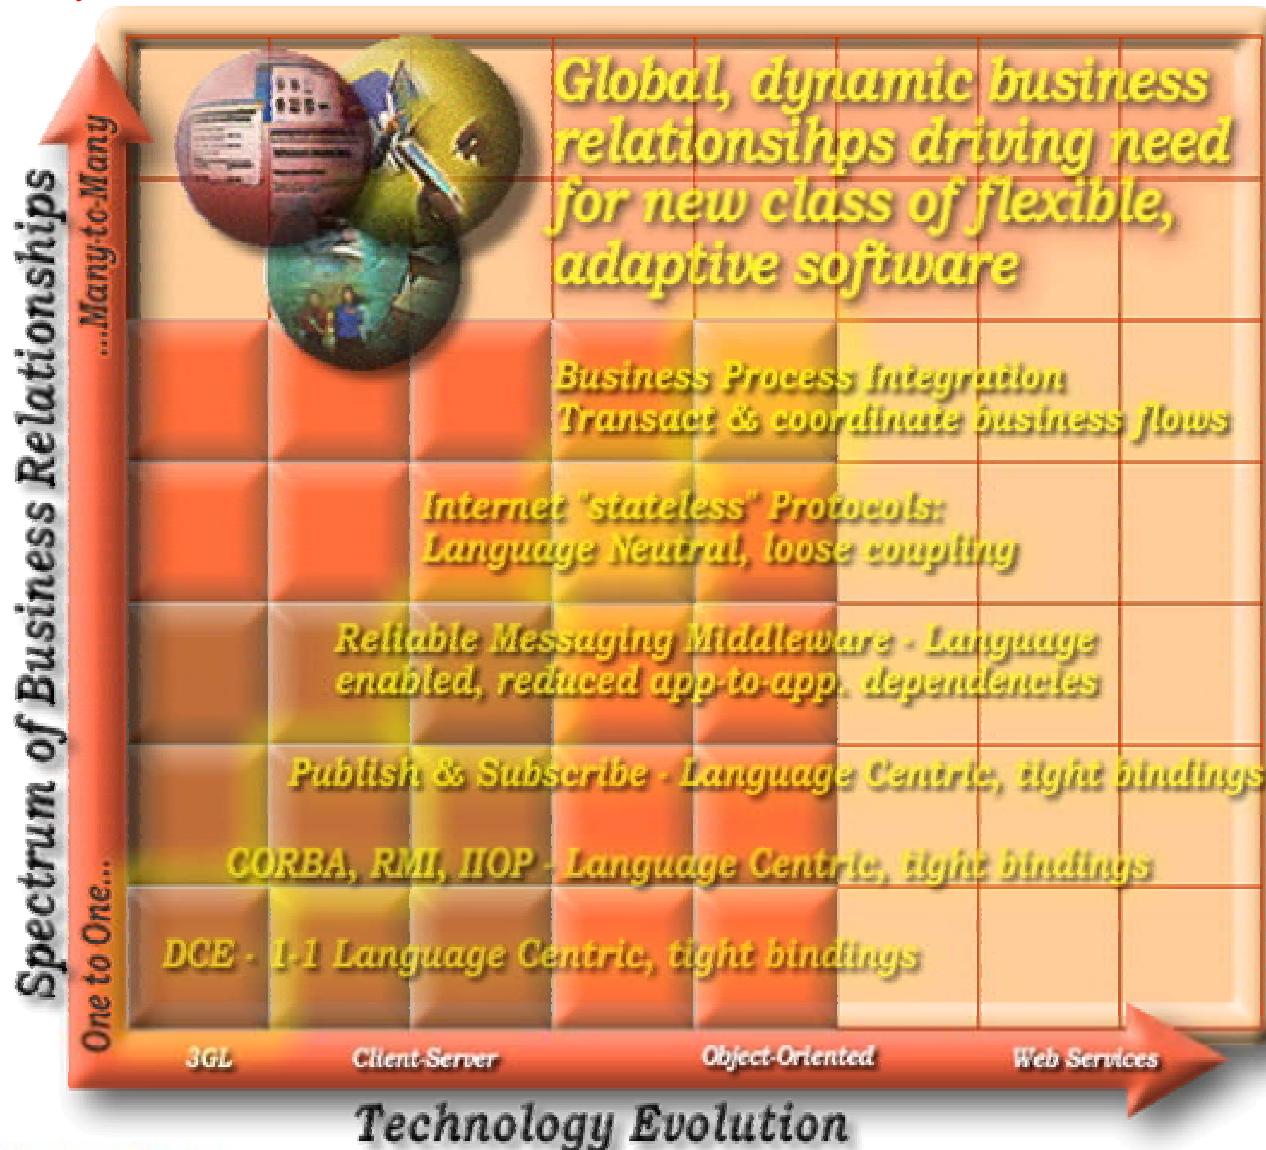 Global, dynamic business
relationsihps driving need
for new class of flexible,
adaptive software
Business Process Integration
Transact & coordinate business flows
Internet "stateless" Protocols:
Language Neutral, loose coupling
Reliable Messaging Middleware - Language
enabled, reduced app-to-app. dependencies
Publish & Subscribe - Language Centric, tight bindings
CORBA, RMI, IIOP - Language Centric, tight bindings
DCE - 1-1 Language Centric, tight bindings
Spectrum of Business Relationships
One to One...
...Many-to-Many
3GL
Client-Server
Object-Oriented
Web Services
Technology Evolution